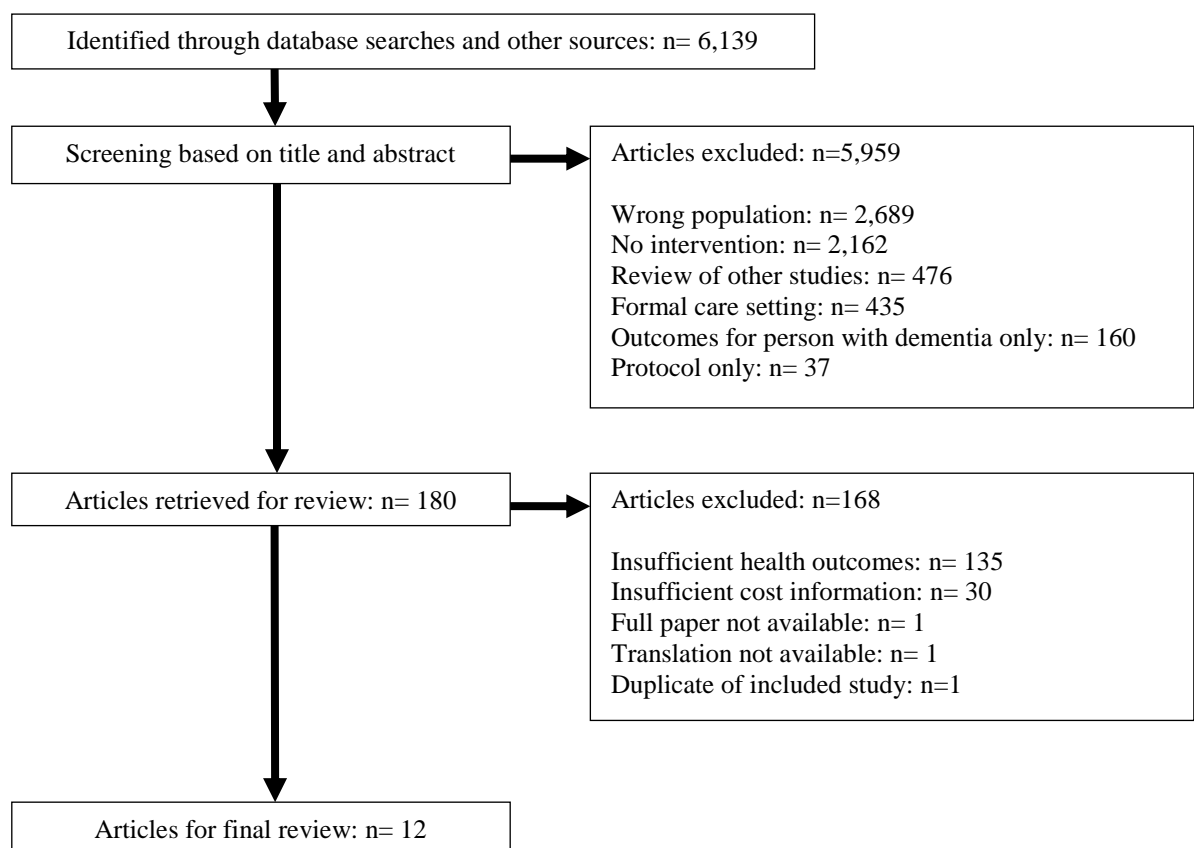 Identified through database searches and other sources: n= 6,139
Screening based on title and abstract
Articles excluded: n=5,959
Wrong population: n= 2,689
No intervention: n= 2,162
Review of other studies: n= 476
Formal care setting: n= 435
Outcomes for person with dementia only: n= 160
Protocol only: n= 37
Articles retrieved for review: n= 180
Articles excluded: n=168
Insufficient health outcomes: n= 135
Insufficient cost information: n= 30
Full paper not available: n= 1
Translation not available: n= 1
Duplicate of included study: n=1
Articles for final review: n= 12